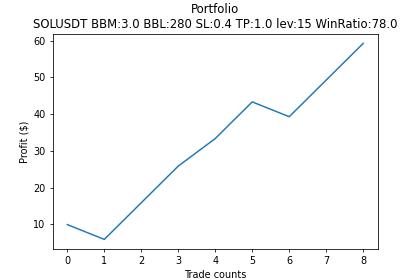 Portfolio
SOLUSDT BBM:3.0 BBL:280 SL:0.4 TP:1.0 lev:15 WinRatio:78.0
60
50
40
30
20
10
Profit ($)
0 1 2 3 4 5 6 7 8
Trade counts